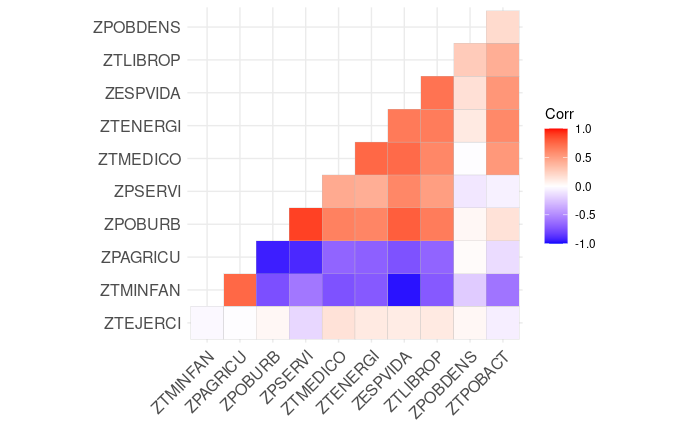 ZPOBDENS
ZTLIBROP
ZESPVIDA
ZTENERGI
ZTMEDICO
ZPSERVI
ZPOBURB
ZPAGRICU
ZTMINFAN
ZTEJERCI
ZTMINFAN
ZPAGRICU
ZPOBURB
ZPSERVI
ZTMEDICO
ZTENERGI
ZESPVIDA
ZTLIBROP
ZPOBDENS
ZTPOBACT
Corr
1.0
0.5
0.0
-0.5
-1.0